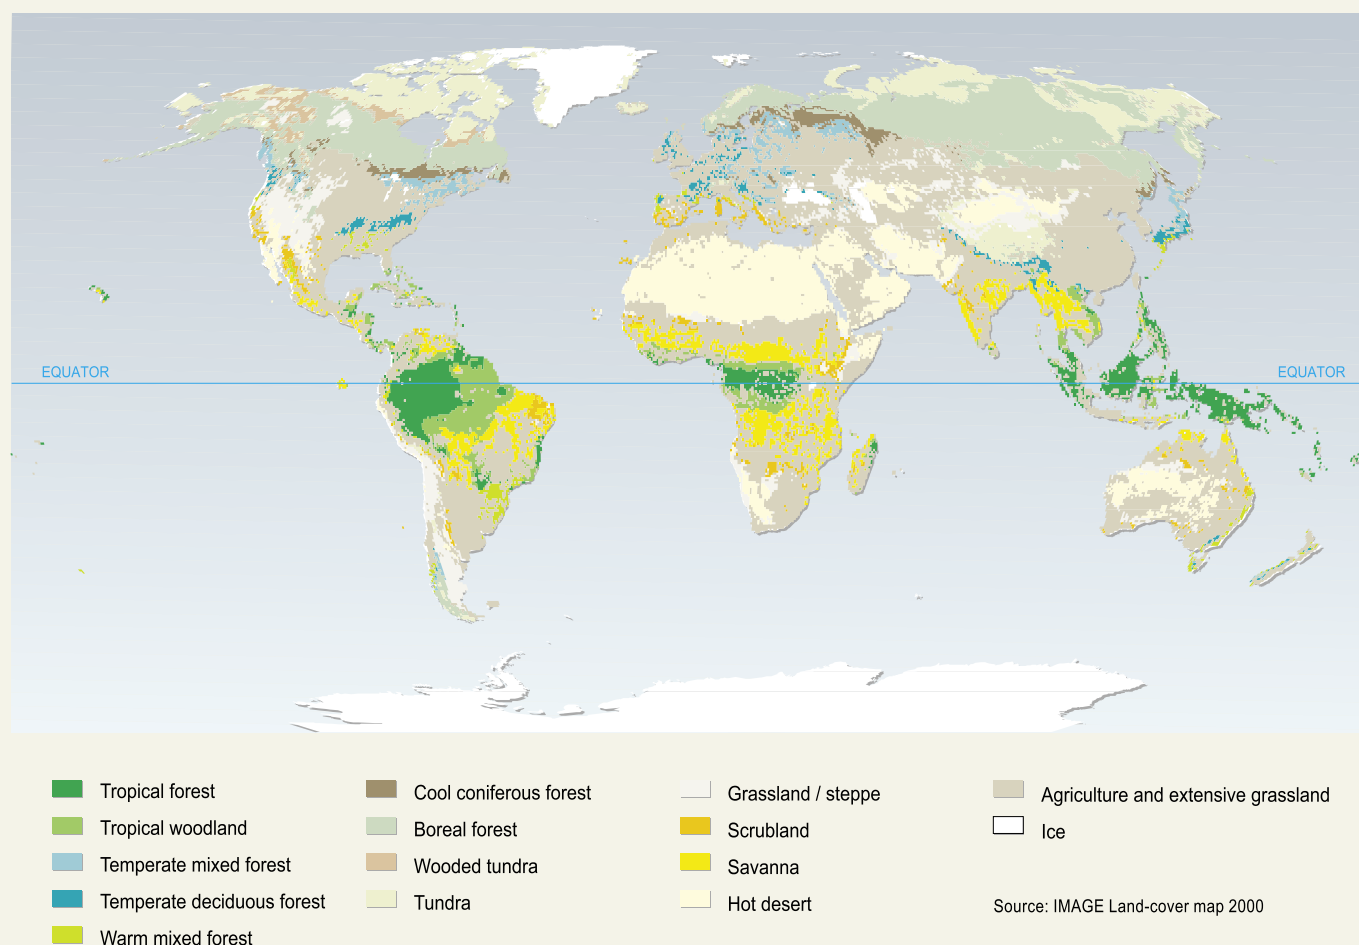 EQUATOR
EQUATOR
Tropical forest
Tropical woodland
Temperate mixed forest
Temperate deciduous forest
Warm mixed forest
Cool coniferous forest
Boreal forest
Wooded tundra
Tundra
Grassland / steppe
Scrubland
Savanna
Hot desert
Agriculture and extensive grassland
Ice
Source: IMAGE Land-cover map 2000